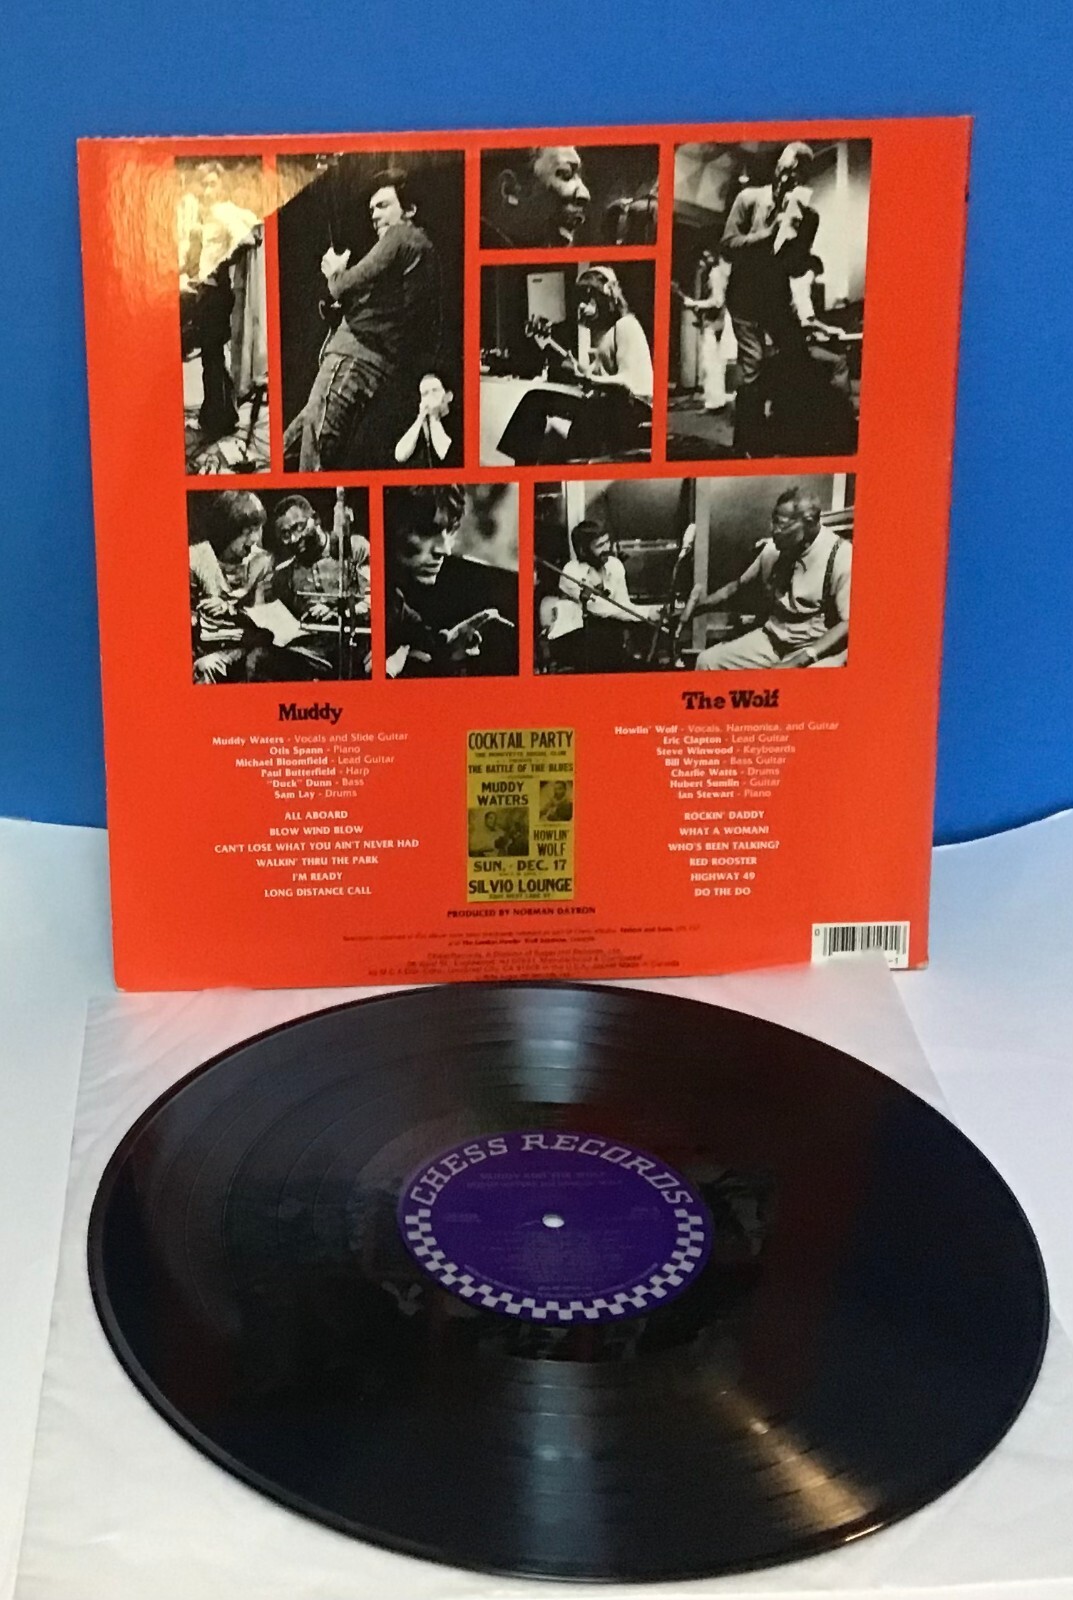 Muddy
Muddy Waters - Vocals and Slide Guitar
Otis Spann - Piano
Michael Bloomfield - Lead Guitar
Paul Butterfield - Harp
"Duck" Dunn - Bass
Sam Lay - Drums
ALL ABOARD
BLOW WIND BLOW
CAN'T LOSE WHAT YOU AIN'T NEVER HAD
WALKIN' THRU THE PARK
I'M READY
LONG DISTANCE CALL
COCKTAIL PARTY
THE BATTLE OF THE BLUES
MUDDY
WATERS
HOWLIN'
WOLF
SUN. - DEC. 17
SILVIO LOUNGE
The Wolf
Howlin' Wolf - Vocals, Harmonica, and Guitar
Eric Clapton - Lead Guitar
Steve Winwood - Keyboards
Bill Wyman - Bass Guitar
Charlie Watts - Drums
Hubert Sumlin - Guitar
Ian Stewart - Piano
ROCKIN' DADDY
WHAT A WOMAN!
WHO'S BEEN TALKING?
RED ROOSTER
HIGHWAY 49
DO THE DO
PRODUCED BY NORMAN DAYRON
0
-1
CHESS RECORDS
MUDDY AND THE WOLF